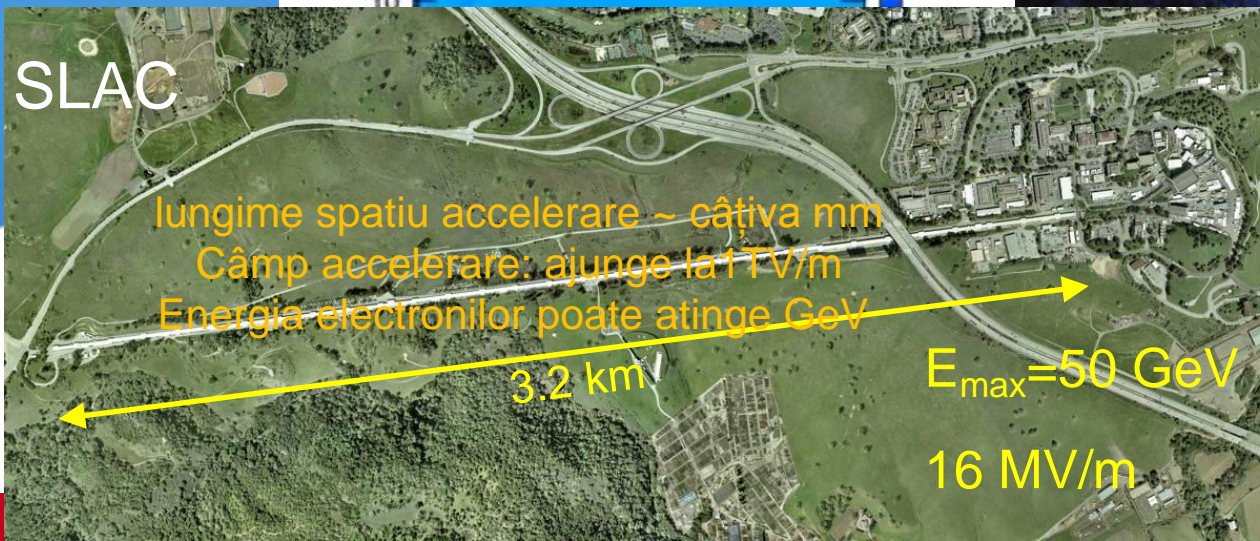 SLAC
lungime spatiu accelerare ~ câțiva mm
Câmp accelerare: ajunge la1TV/m
Energia electronilor poate atinge GeV
3.2 km
Emax=50 GeV
16 MV/m